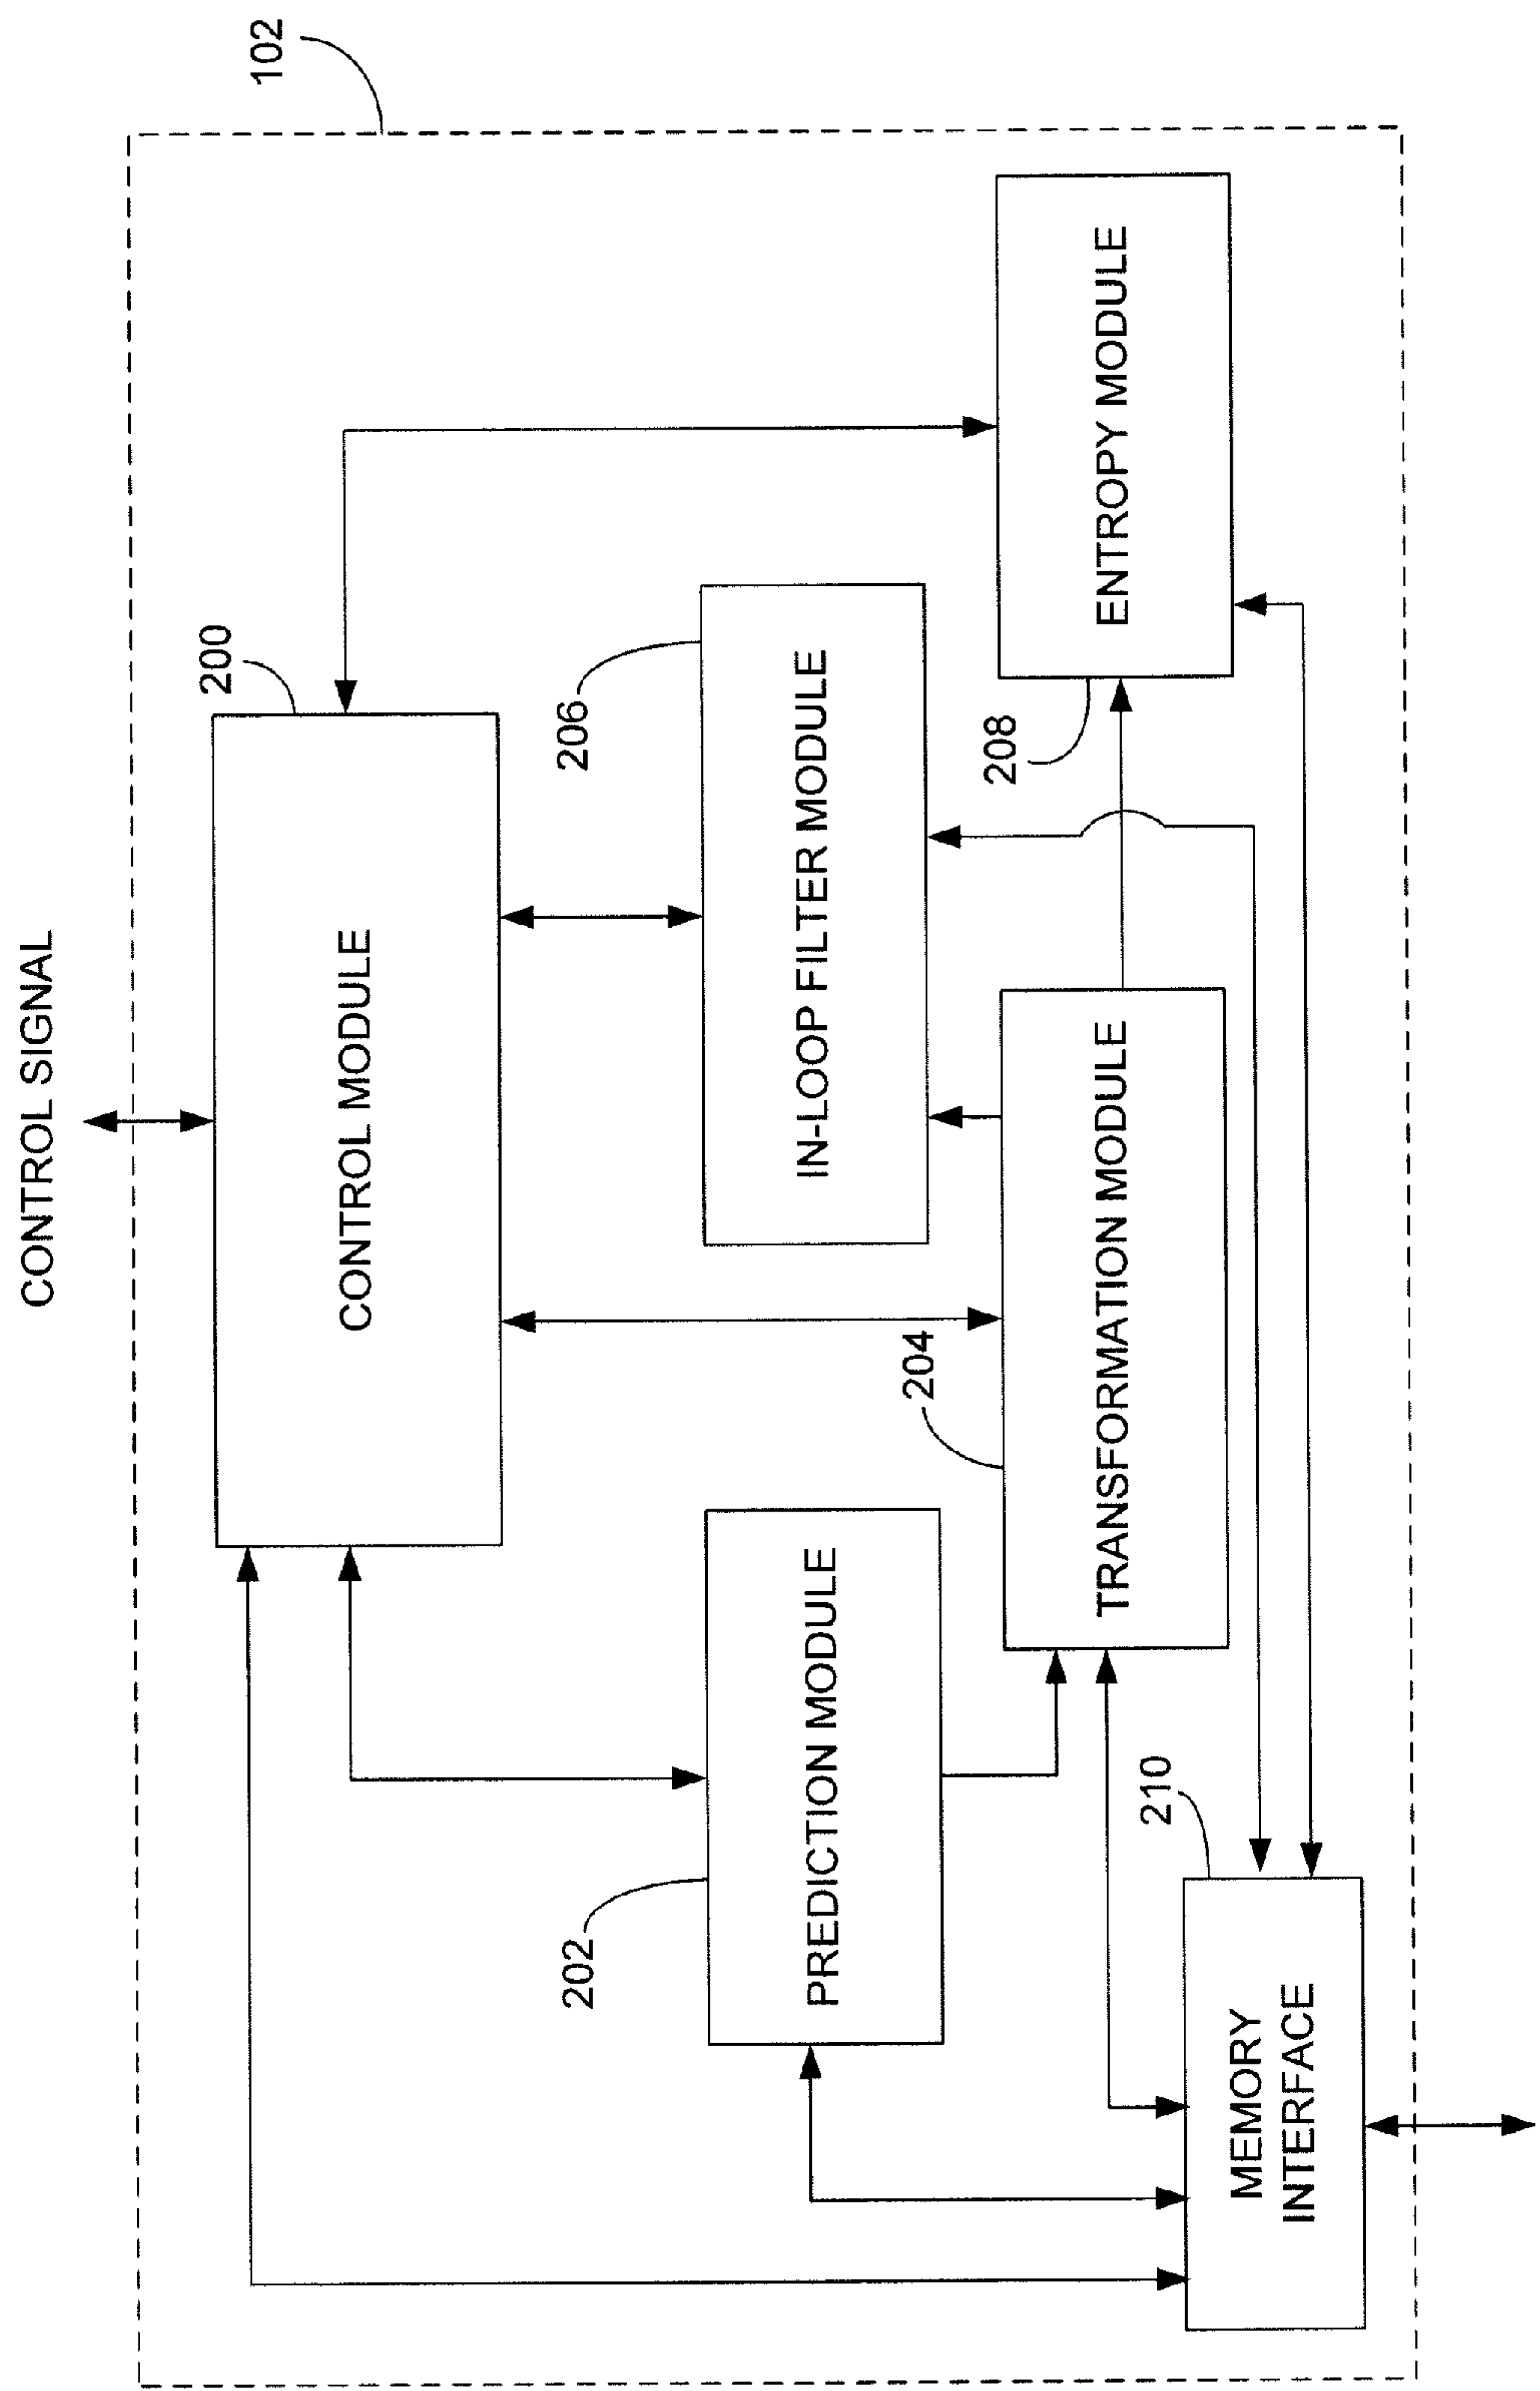 CONTROL SIGNAL
102
200
CONTROL MODULE
206
IN-LOOP FILTER MODULE
202
PREDICTION MODULE
204
TRANSFORMATION MODULE
208
ENTROPY MODULE
210
MEMORY
INTERFACE